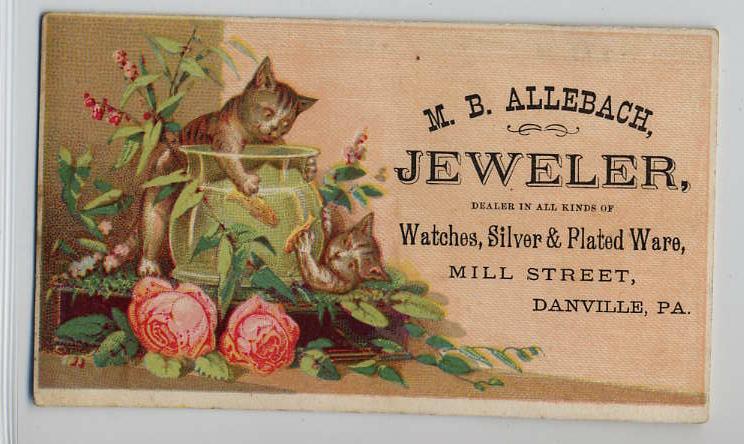 M. B. ALLEBACH,
JEWELER,
DEALER IN ALL KINDS OF
Watches, Silver & Plated Ware,
MILL STREET,
DANVILLE, PA.